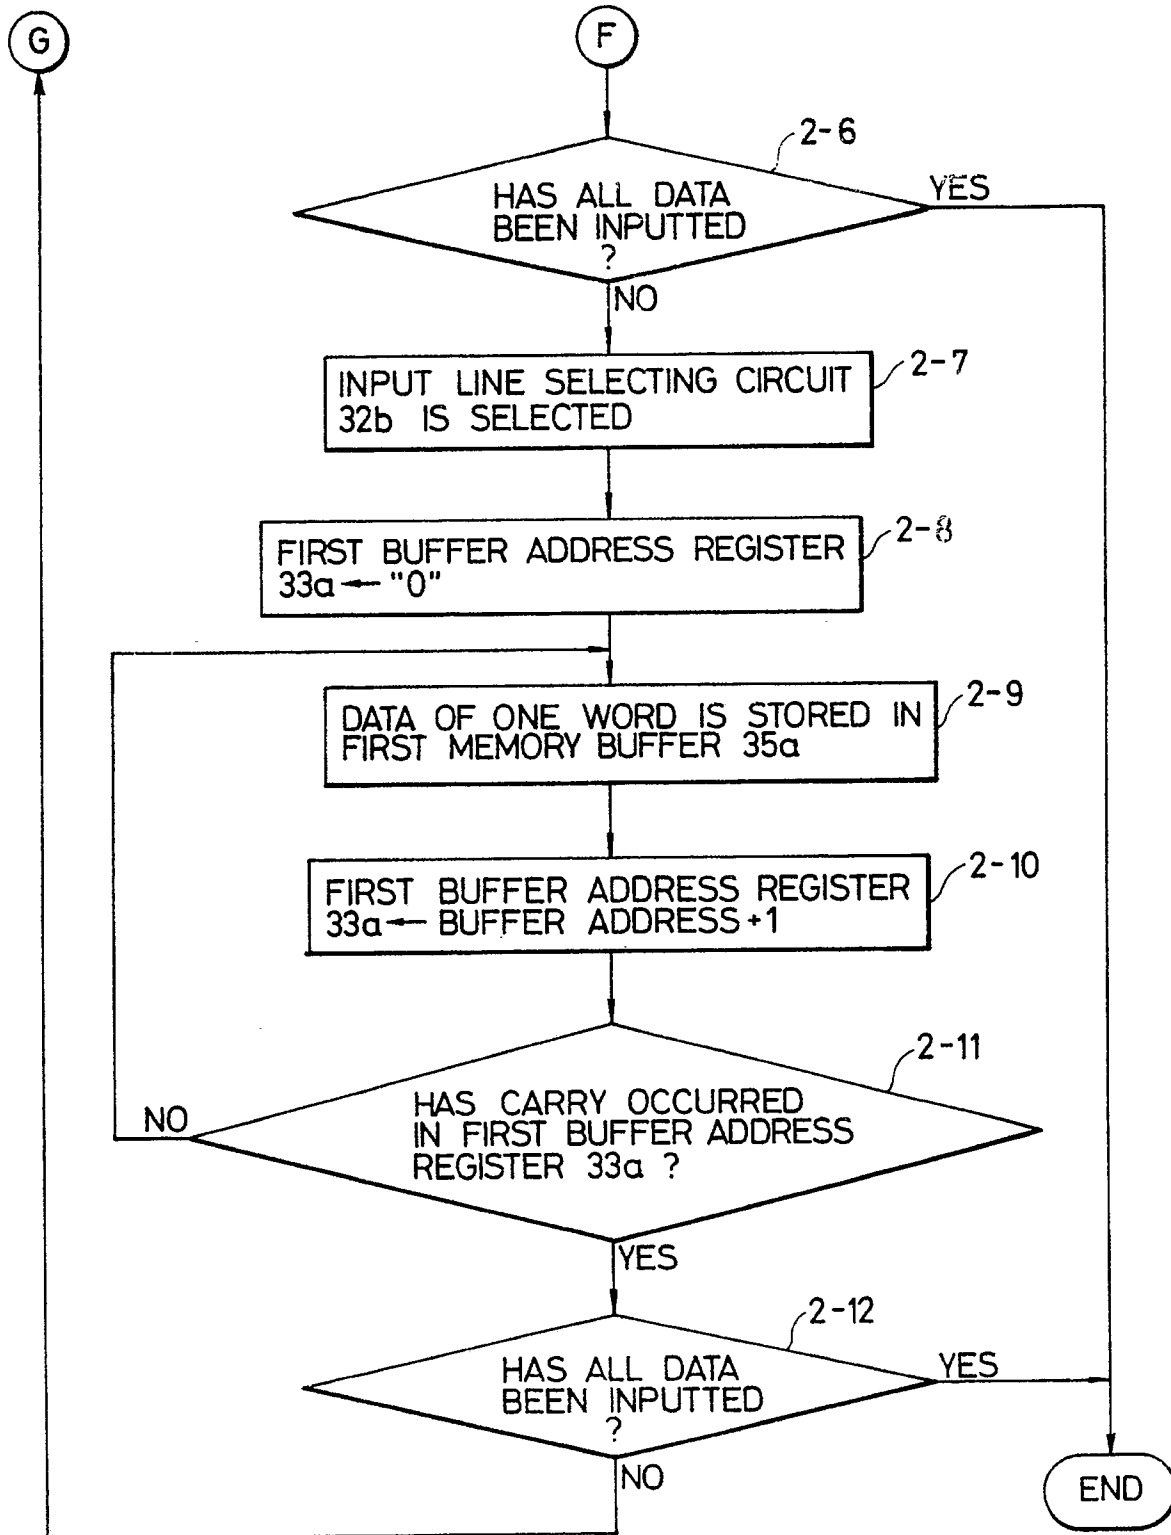 G
F
2-6
HAS ALL DATA
BEEN INPUTTED
?
YES
NO
2-7
INPUT LINE SELECTING CIRCUIT
32b IS SELECTED
2-8
FIRST BUFFER ADDRESS REGISTER
33a ← "0"
2-9
DATA OF ONE WORD IS STORED IN
FIRST MEMORY BUFFER 35a
2-10
FIRST BUFFER ADDRESS REGISTER
33a ← BUFFER ADDRESS +1
2-11
HAS CARRY OCCURRED
IN FIRST BUFFER ADDRESS
REGISTER 33a ?
NO
YES
2-12
HAS ALL DATA
BEEN INPUTTED
?
YES
NO
END